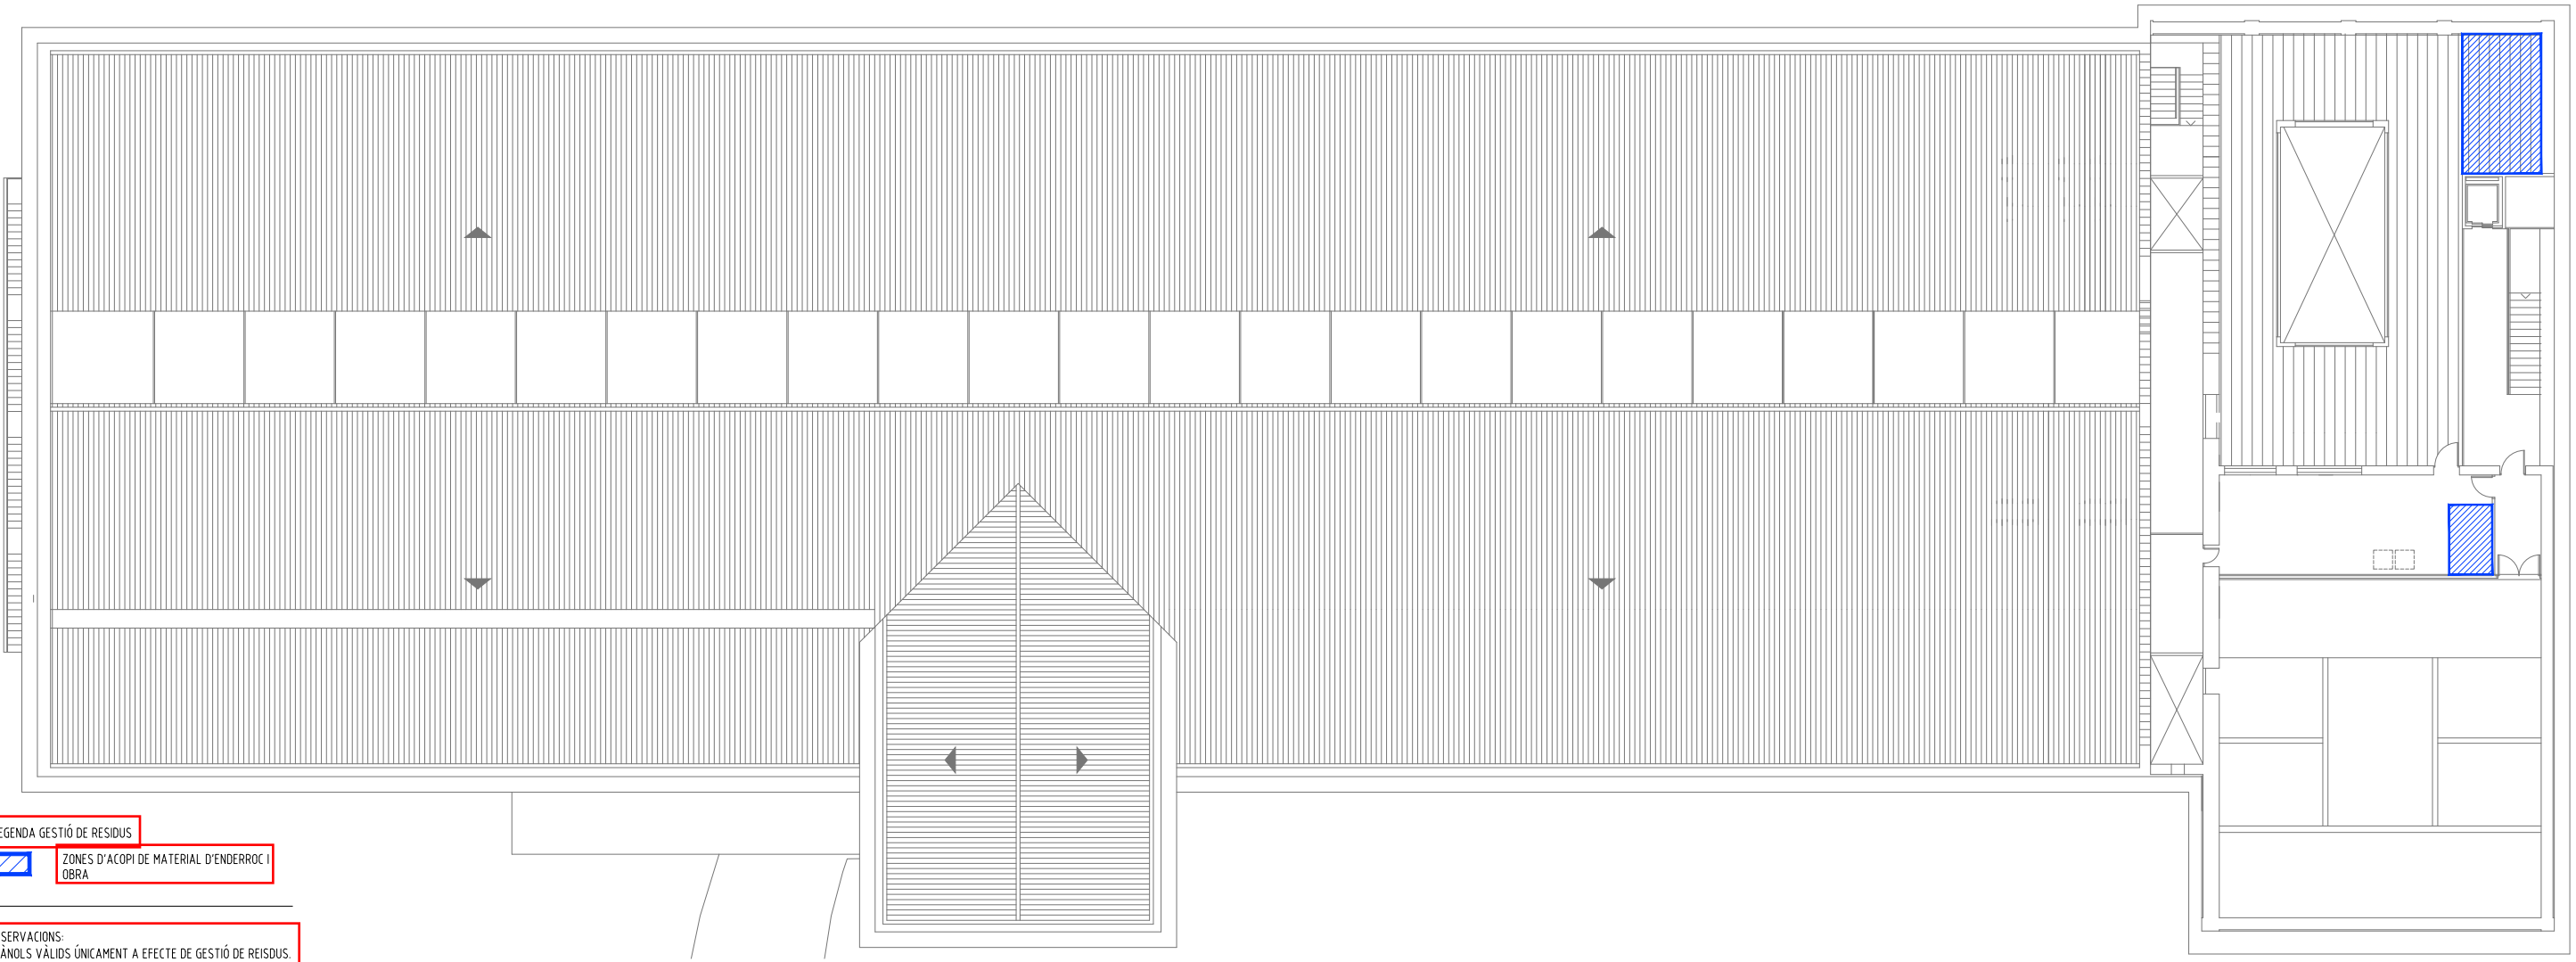 EGENDA GESTIÓ DE RESIDUS
ZONES D'ACOPI DE MATERIAL D'ENDERROC I
OBRA
SERVACIONS:
ÀNOLS VÀLIDS ÚNICAMENT A EFECTE DE GESTIÓ DE REISDUS.